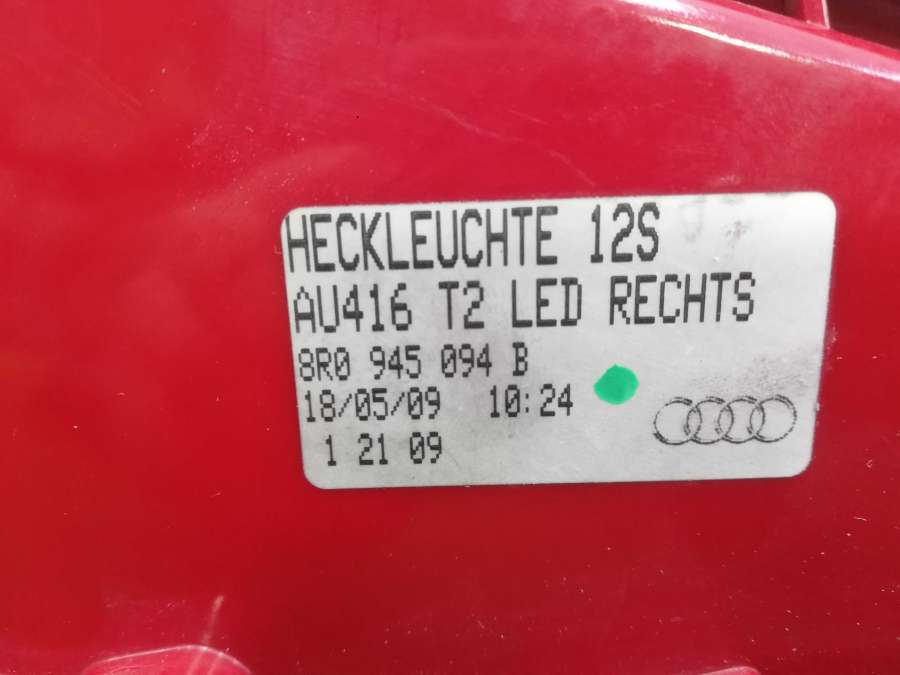 HECKLEUCHTE 12S
AU416 T2 LED RECHTS
8R0 945 094 B
18/05/09 10:24
1 21 09